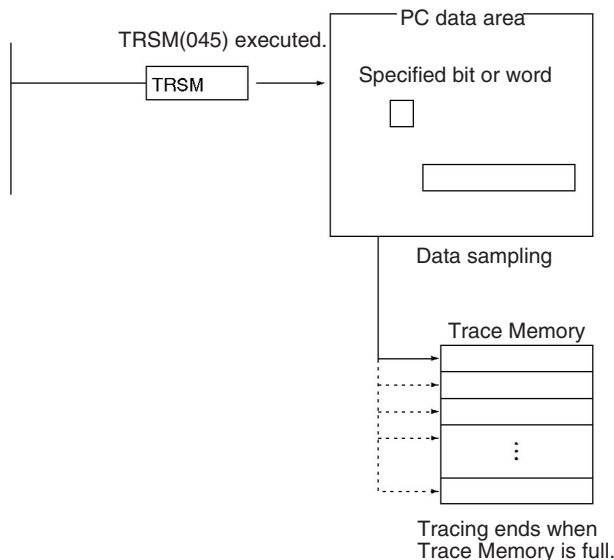 PC data area
TRSM(045) executed.
Specified bit or word
TRSM
Data sampling
Trace Memory
Tracing ends when
Trace Memory is full.